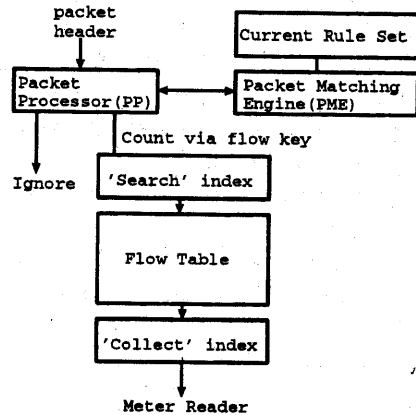 packet
header
Current Rule Set
Packet
Processor(PP)
Packet Matching
Engine(PME)
Count via flow key
Ignore
'Search' index
Flow Table
'Collect' index
Meter Reader